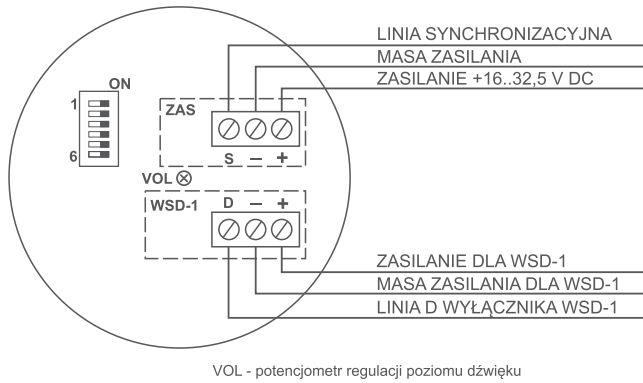 LINIA SYNCHRONIZACYJNA
MASA ZASILANIA
ZASILANIE +16..32,5 V DC
ON
1
6
ZAS
S – +
VOL
WSD-1 D – +
ZASILANIE DLA WSD-1
MASA ZASILANIA DLA WSD-1
LINIA D WYŁĄCZNIKA WSD-1
VOL - potencjometr regulacji poziomu dźwięku